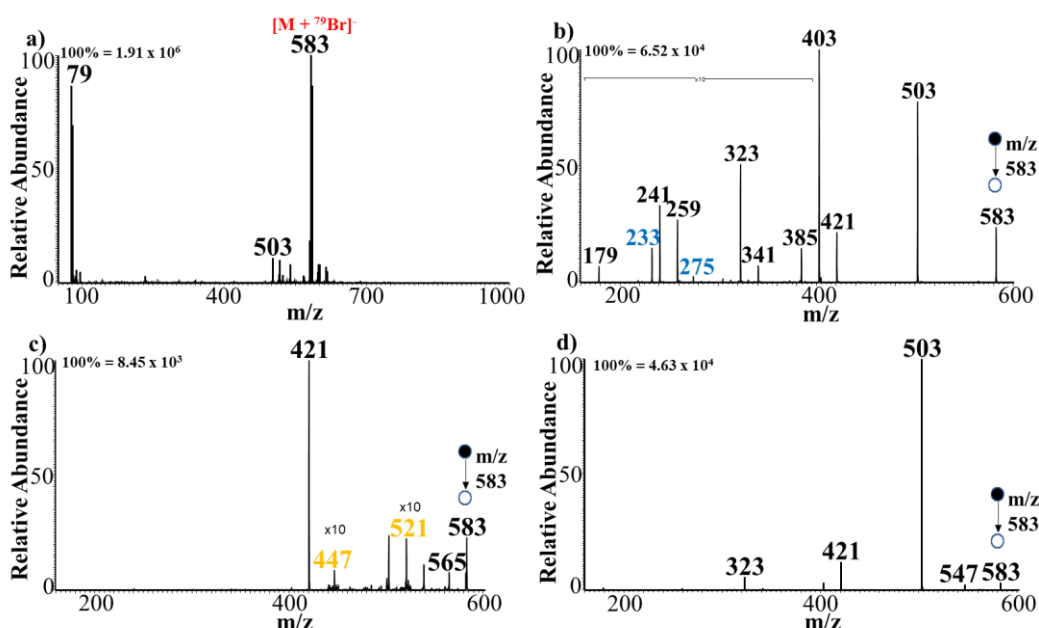 a)
100% = 1.91 x 10⁶
[M + ⁷⁹Br]⁻
583
79
503
100
50
0
Relative Abundance
100 400 700 1000
m/z
b)
100% = 6.52 x 10⁴
x10
403
503
323
241
259
233
179
275
341
385
421
583
m/z
583
100
50
0
Relative Abundance
200 400 600
m/z
c)
100% = 8.45 x 10³
421
x10
447
x10
521
565
583
m/z
583
100
50
0
Relative Abundance
200 400 600
m/z
d)
100% = 4.63 x 10⁴
503
323
421
547
583
m/z
583
100
50
0
Relative Abundance
200 400 600
m/z